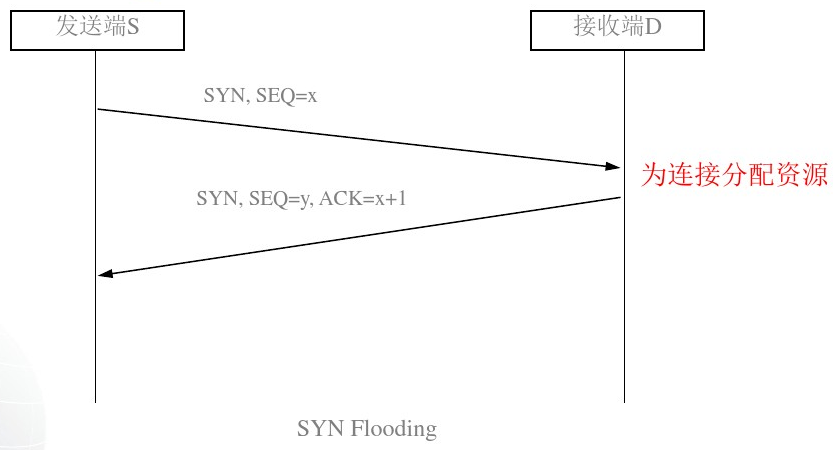 发送端S
接收端D
SYN, SEQ=x
为连接分配资源
SYN, SEQ=y, ACK=x+1
SYN Flooding